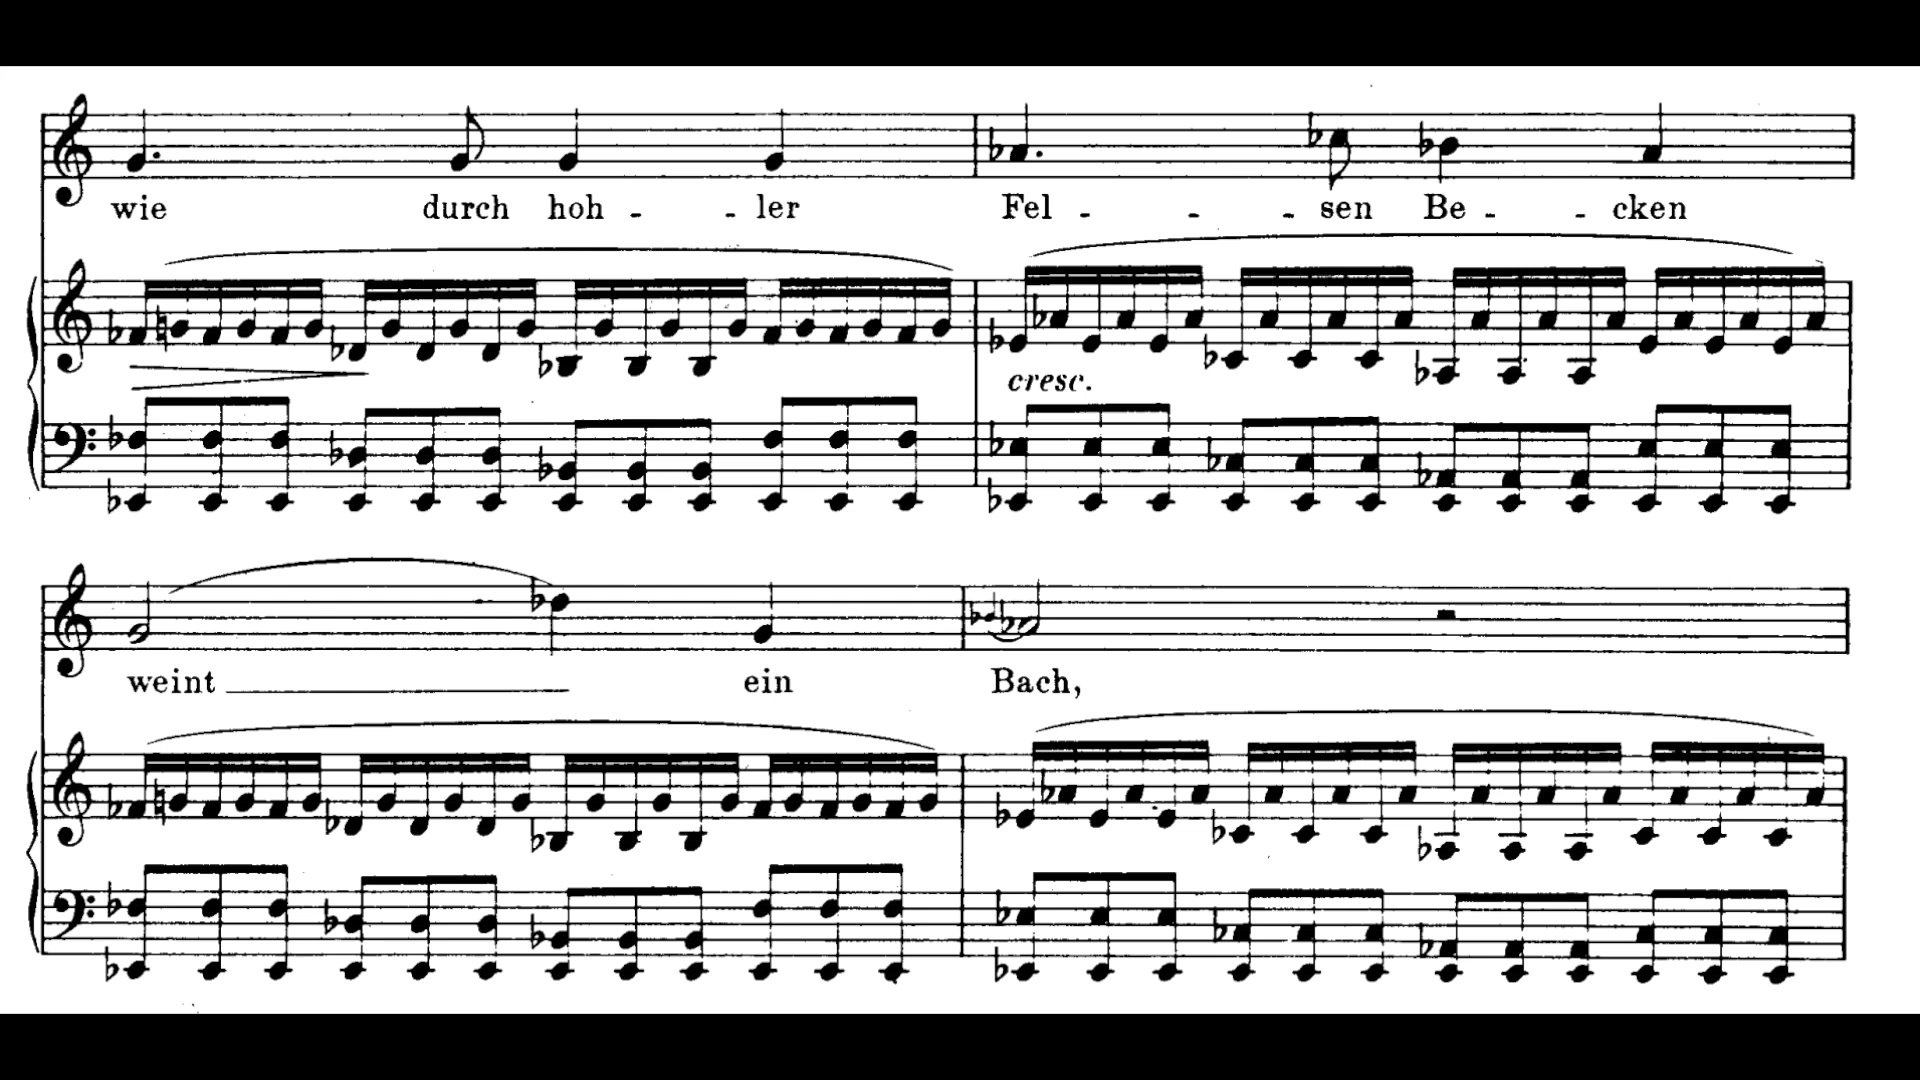 wie durch hoh - - ler Fel - - - sen Be - - cken
cresc.
weint ein Bach,